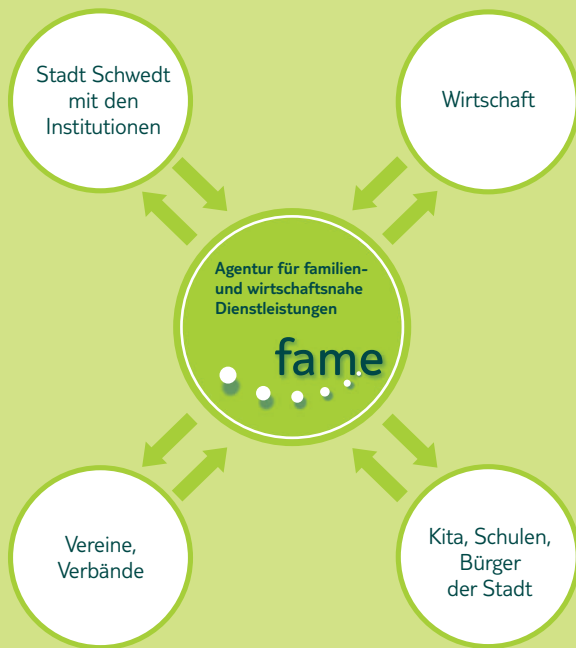 Stadt Schwedt
mit den
Institutionen
Wirtschaft
Agentur für familien-
und wirtschaftsnahe
Dienstleistungen
fame
Vereine,
Verbände
Kita, Schulen,
Bürger
der Stadt